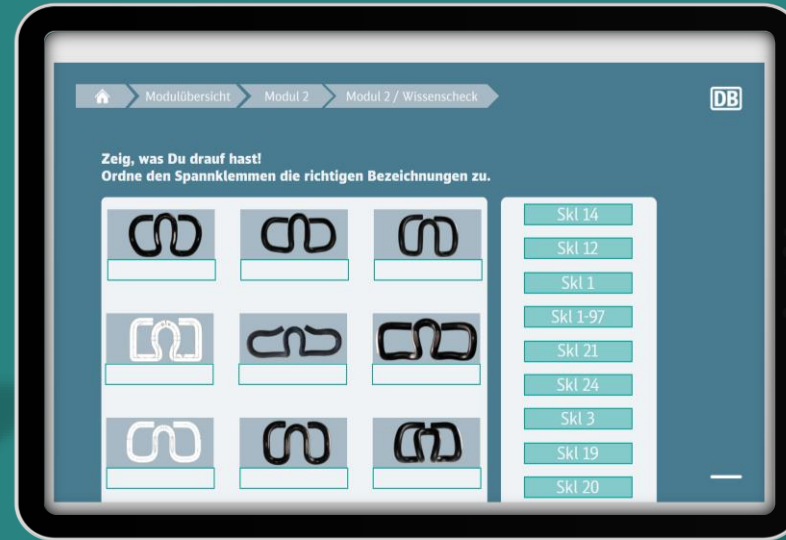 Modulübersicht
Modul 2
Modul 2 / Wissenscheck
DB
Zeig, was Du drauf hast!
Ordne den Spannklemmen die richtigen Bezeichnungen zu.
Skl 14
Skl 12
Skl 1
Skl 1-97
Skl 21
Skl 24
Skl 3
Skl 19
Skl 20